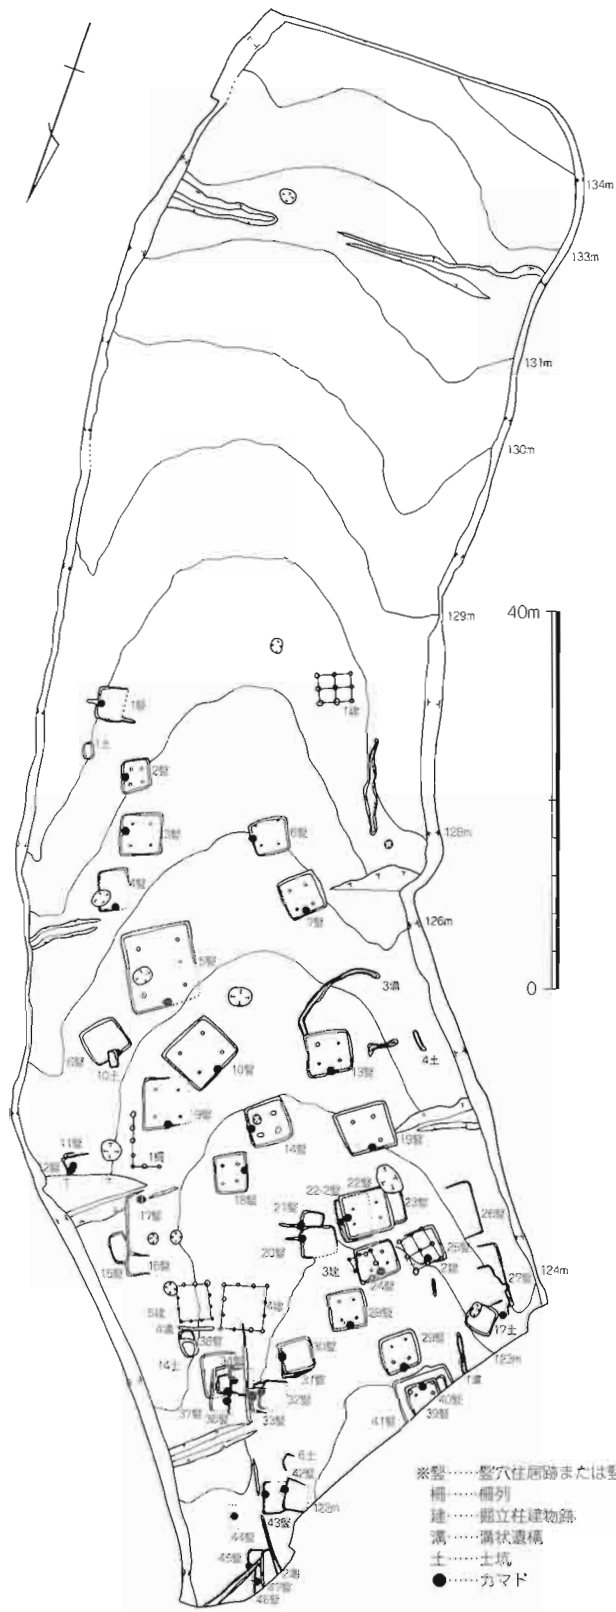 134m
133m
131m
130m
129m
40m
1竪
1建
1土
2竪
3竪
6竪
128m
4竪
7竪
126m
5竪
0
3溝
10土
10竪
13竪
4土
19竪
11竪
1柵
14竪
18竪
17竪
22-2竪
22竪
23竪
21竪
26竪
15竪
16竪
20竪
3建
25竪
2建
24竪
27竪
124m
5建
4建
28竪
17土
123m
14土
30竪
29竪
31竪
1溝
37竪
32竪
33竪
40竪
41竪
39竪
6土
42竪
122m
43竪
44竪
45竪
2溝
46竪
※竪……竪穴住居跡または竪
柵……柵列
建……掘立柱建物跡
溝……溝状遺構
土……土坑
●……カマド